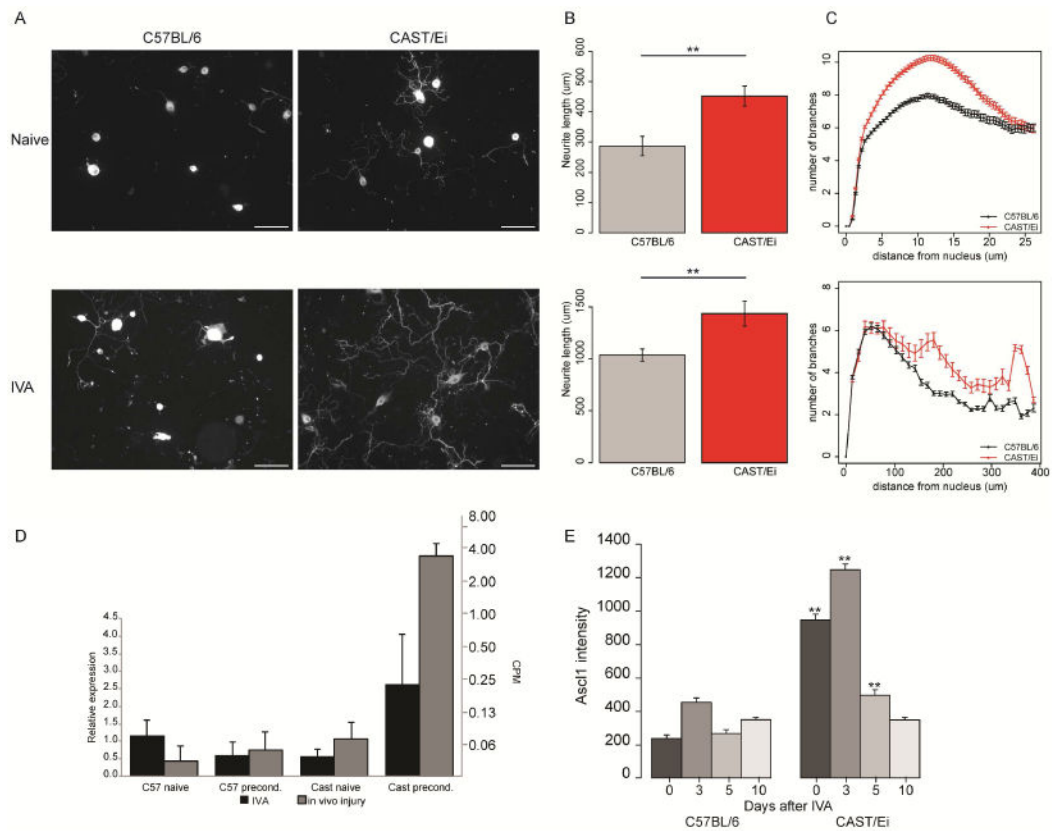 A
C57BL/6
CAST/Ei
Naive
IVA
B
**
Neurite length (um)
0 100 200 300 400 500 600
C57BL/6
CAST/Ei
**
Neurite length (um)
0 500 1000 1500
C57BL/6
CAST/Ei
C
number of branches
0 2 4 6 8 10
C57BL/6
CAST/Ei
0 5 10 15 20 25
distance from nucleus (um)
number of branches
0 2 4 6 8
C57BL/6
CAST/Ei
0 100 200 300 400
distance from nucleus (um)
D
Relative expression
4.5
4.0
3.5
3.0
2.5
2.0
1.5
1.0
0.5
0.0
8.00
4.00
2.00
1.00
0.50
0.25
0.13
0.06
CPM
C57 naive
C57 precond.
Cast naive
Cast precond.
IVA
in vivo injury
E
Ascl1 intensity
1400
1200
1000
800
600
400
200
0
**
**
**
0 3 5 10
0 3 5 10
Days after IVA
C57BL/6
CAST/Ei